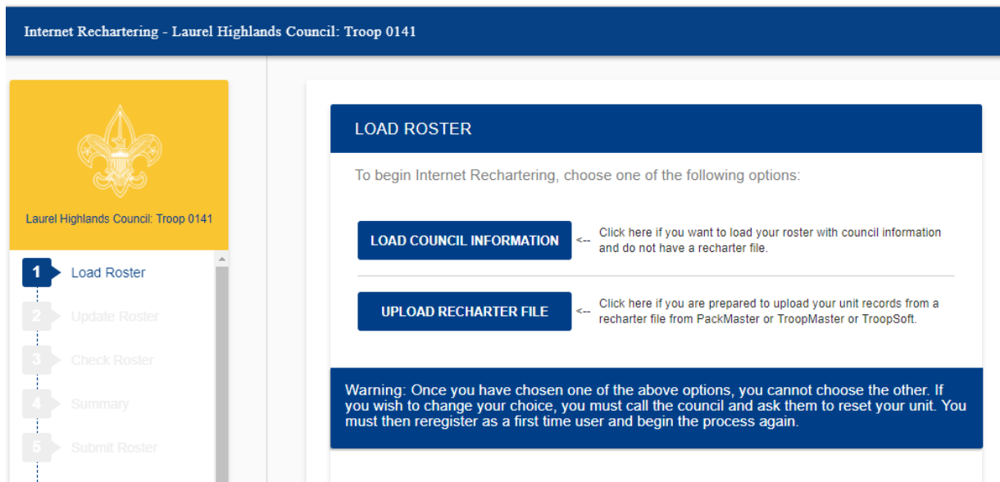 Internet Rechartering - Laurel Highlands Council: Troop 0141
Laurel Highlands Council: Troop 0141
1 Load Roster
2 Update Roster
3 Check Roster
4 Summary
5 Submit Roster
LOAD ROSTER
To begin Internet Rechartering, choose one of the following options:
LOAD COUNCIL INFORMATION <-- Click here if you want to load your roster with council information
and do not have a recharter file.
UPLOAD RECHARTER FILE <-- Click here if you are prepared to upload your unit records from a
recharter file from PackMaster or TroopMaster or TroopSoft.
Warning: Once you have chosen one of the above options, you cannot choose the other. If
you wish to change your choice, you must call the council and ask them to reset your unit. You
must then reregister as a first time user and begin the process again.